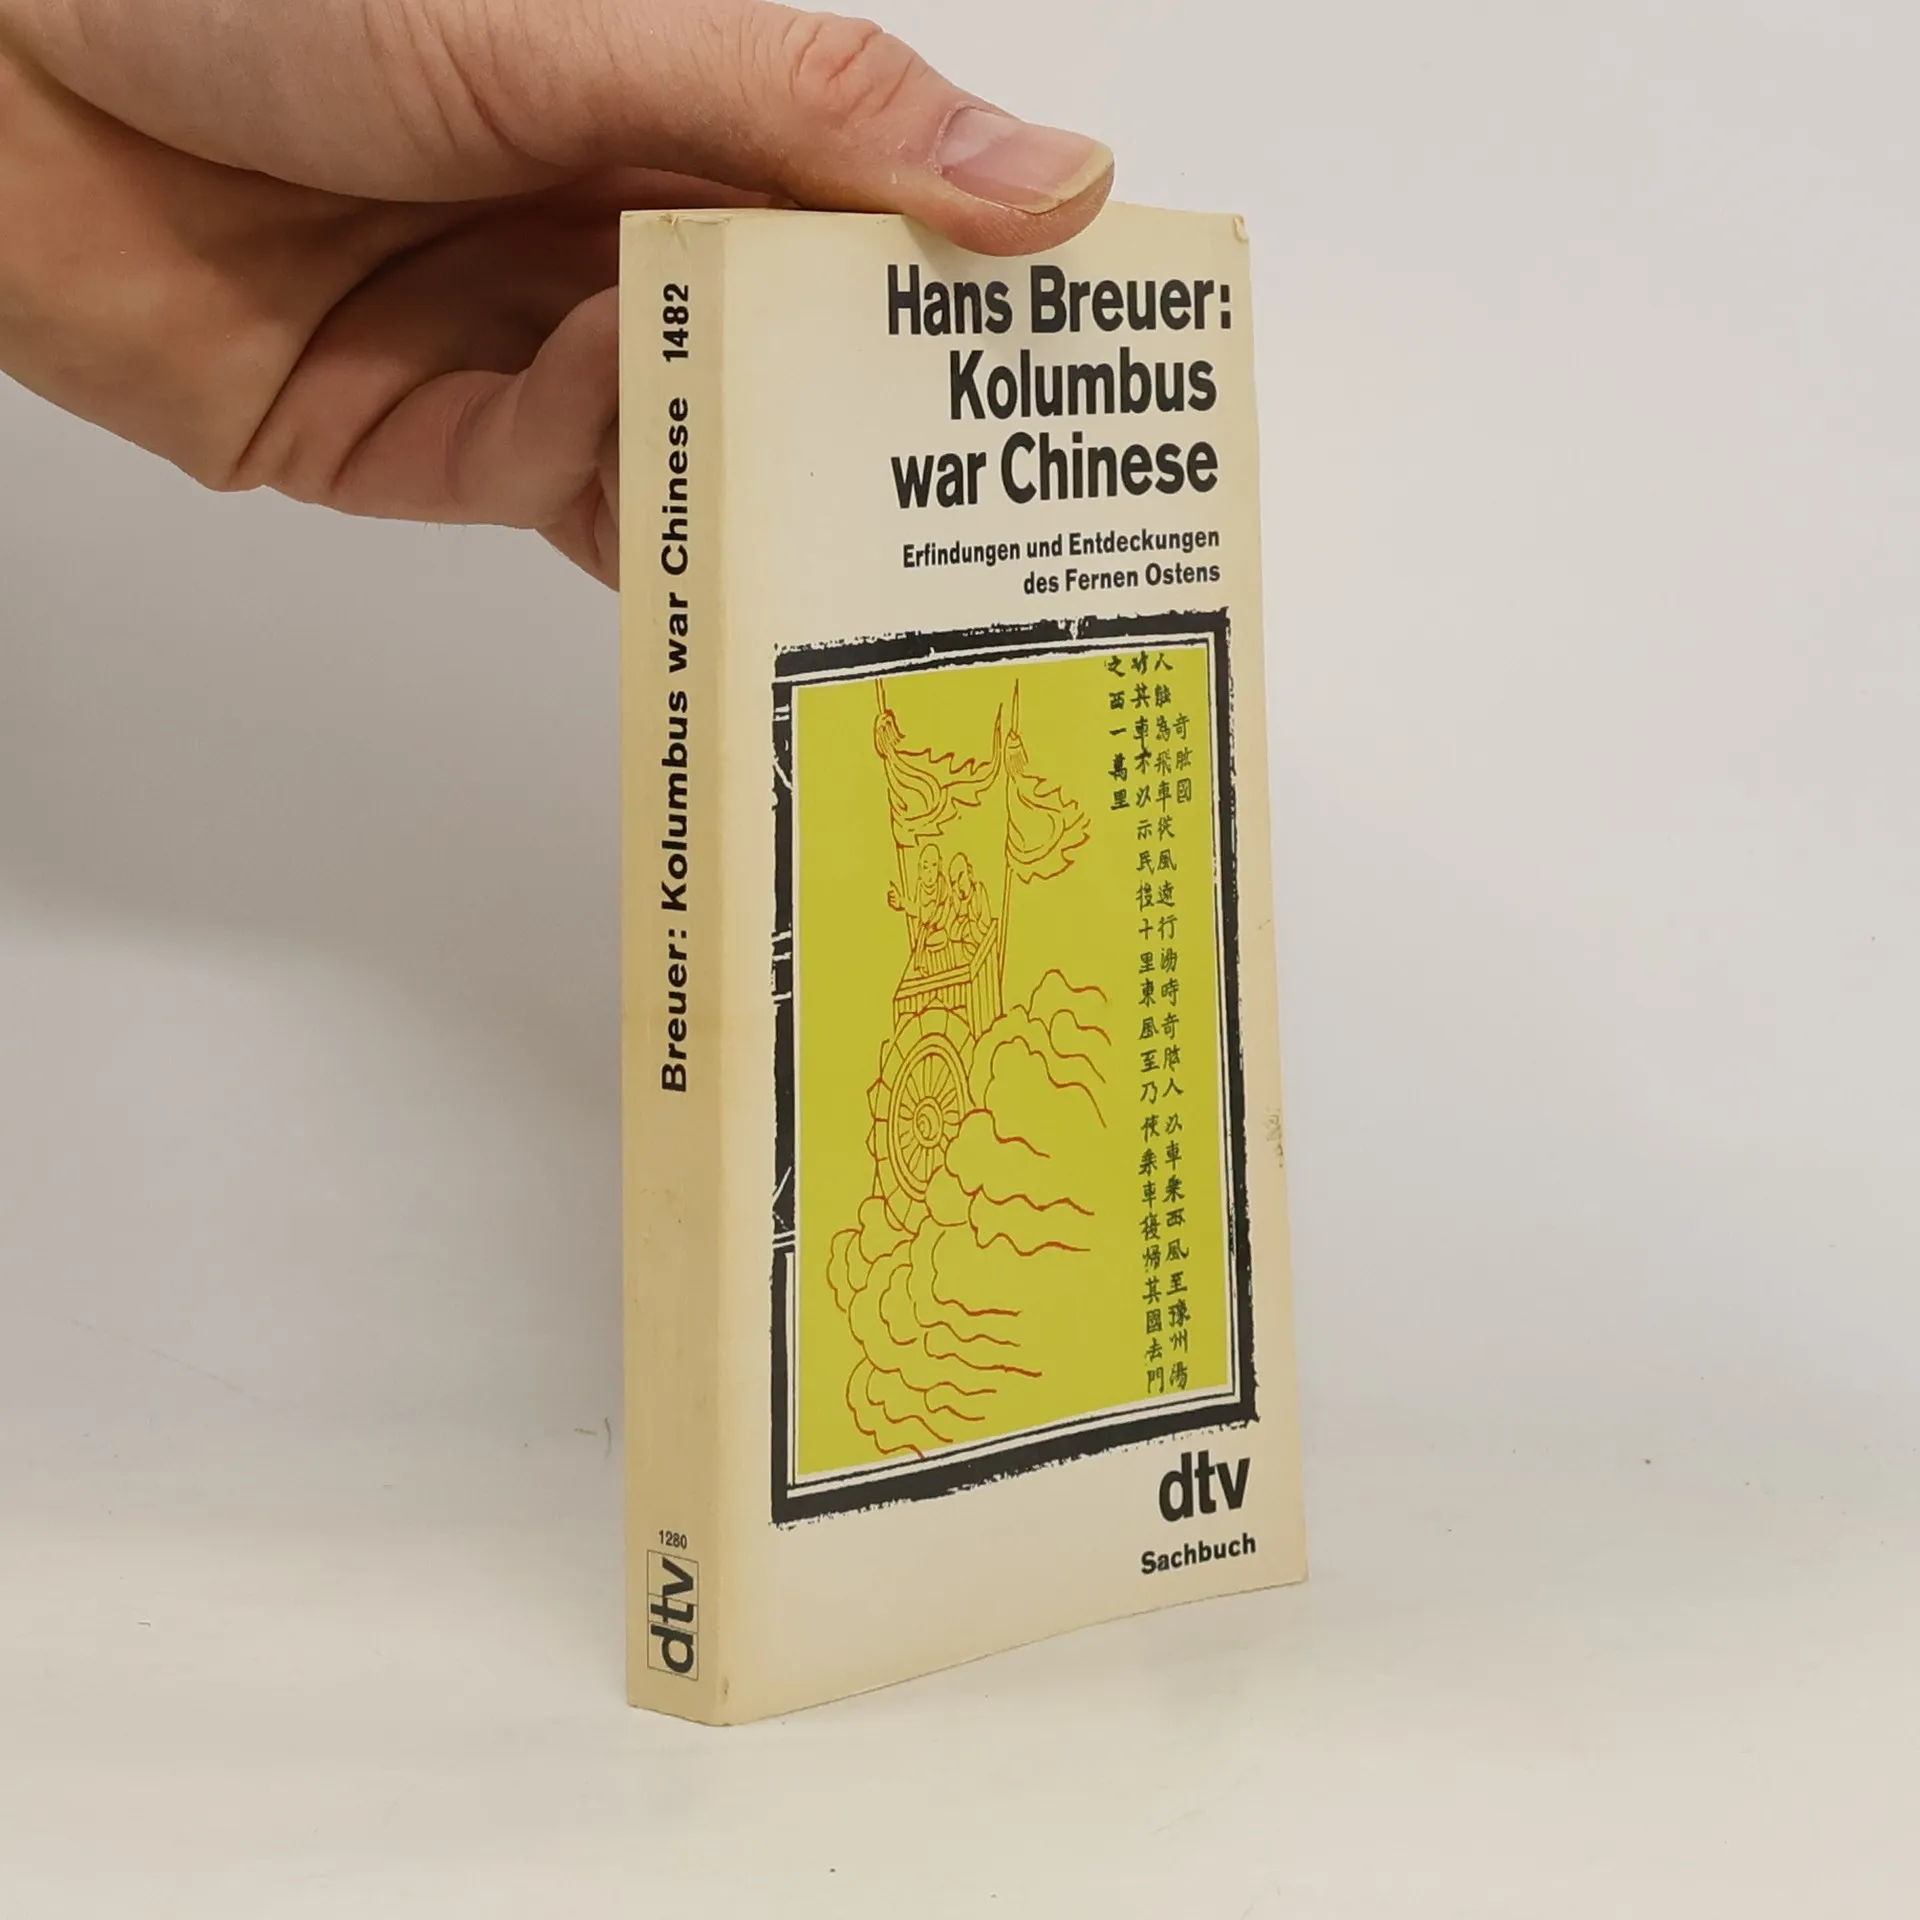 Hans Breuer:
Kolumbus
war Chinese
Erfindungen und Entdeckungen
des Fernen Ostens
奇肱國
人能為飛車從風遠行湯時奇肱人以車乘西風至豫州湯
其車不以示民後十里東風至乃使乘車復歸其國去門
之西一萬里
dtv
Sachbuch
Breuer: Kolumbus war Chinese 1482
1280
dtv